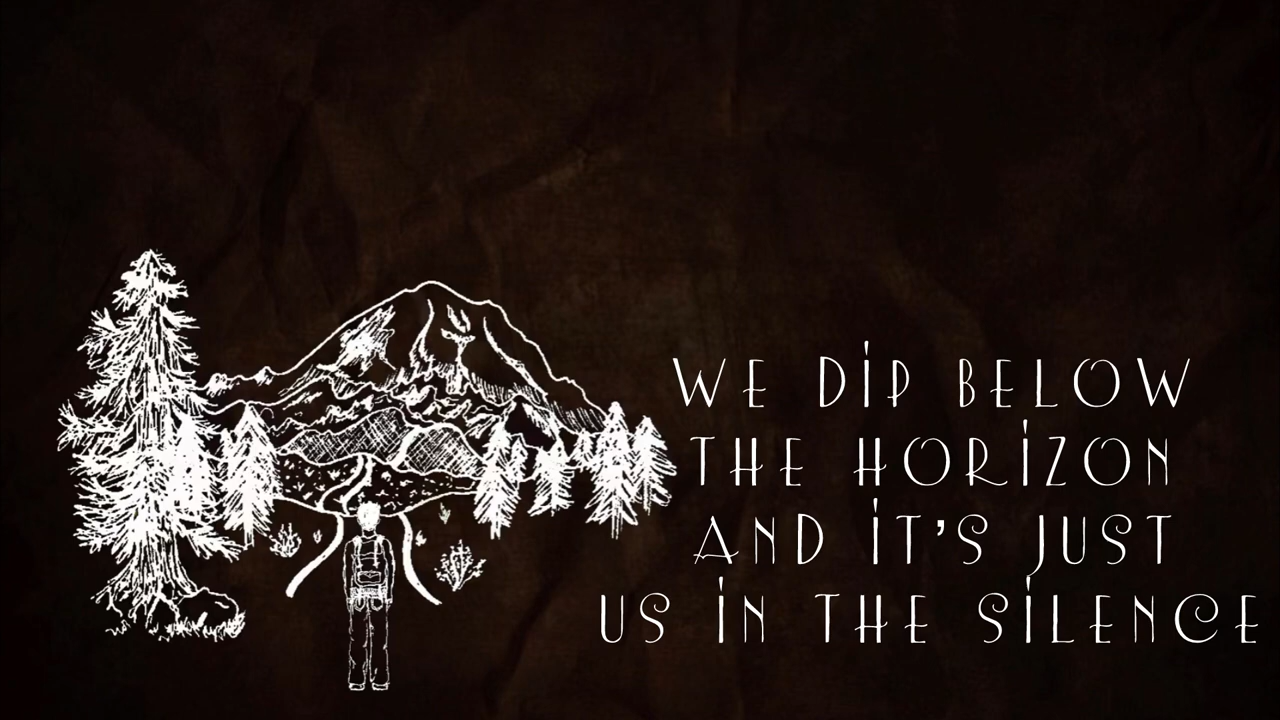 WE DIP BELOW
THE HORIZON
AND IT'S JUST
US IN THE SILENCE